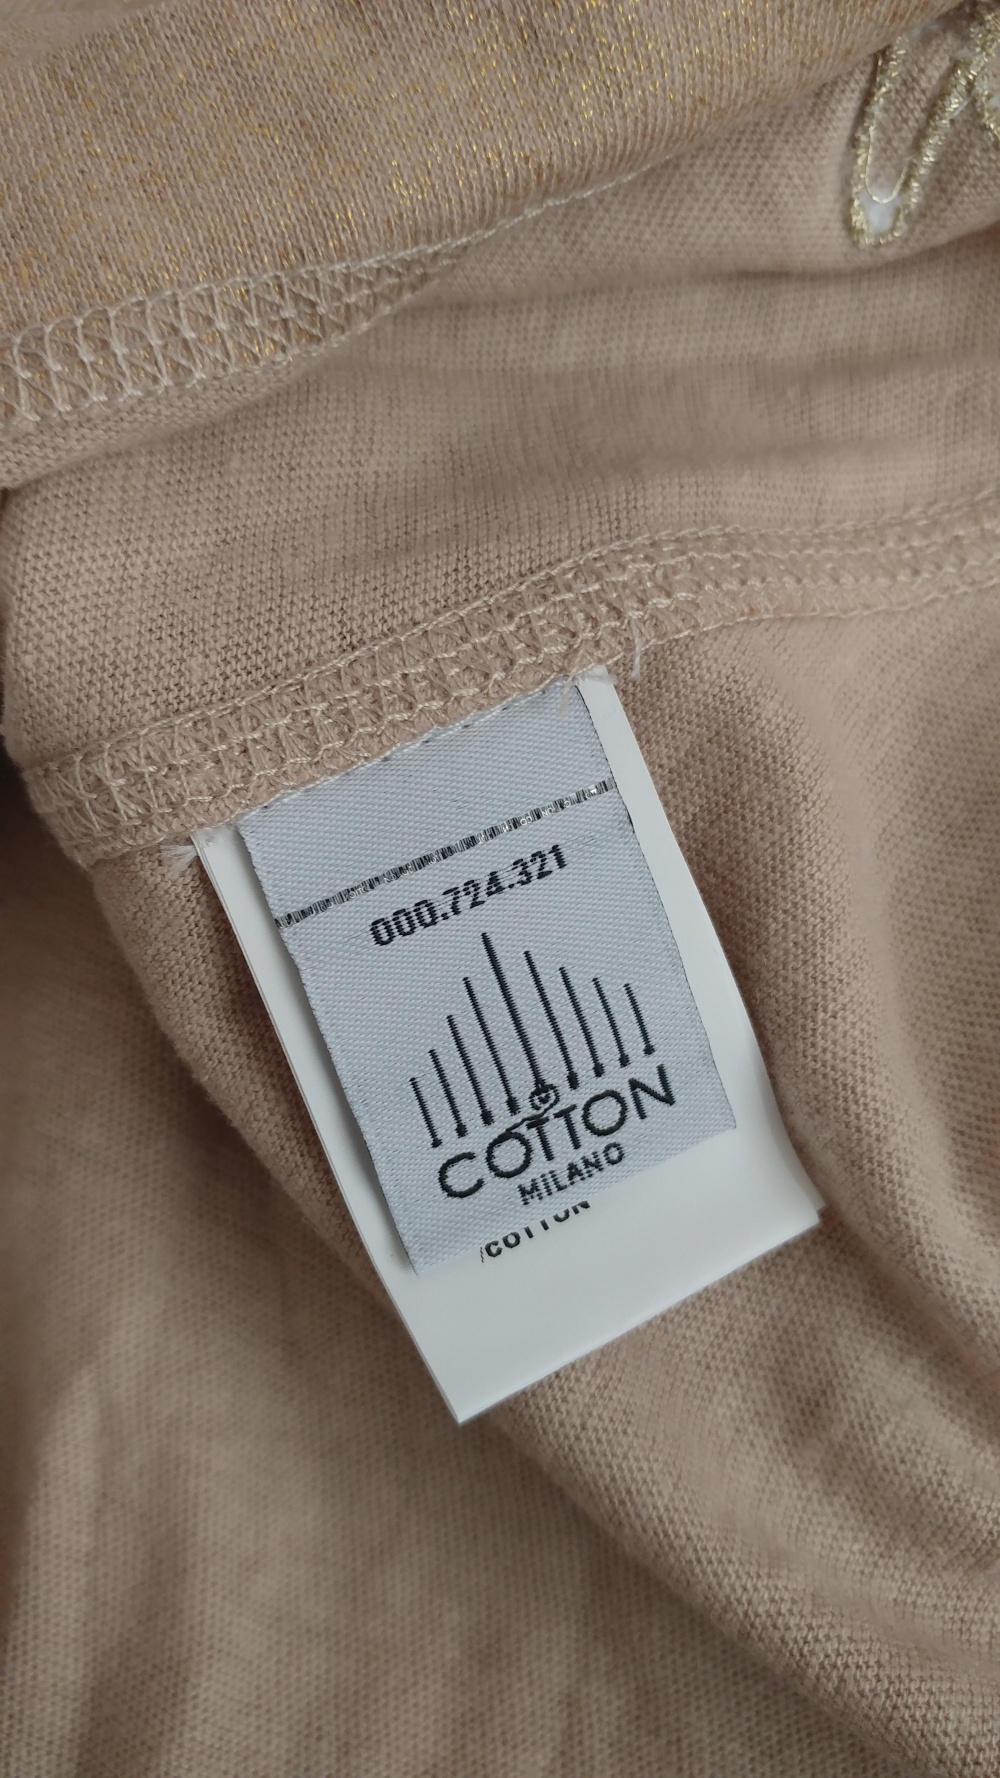 000.724.321
COTTON
MILANO
/COTTON